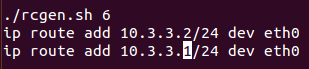 ./rcgen.sh 6
ip route add 10.3.3.2/24 dev eth0
ip route add 10.3.3.1/24 dev eth0